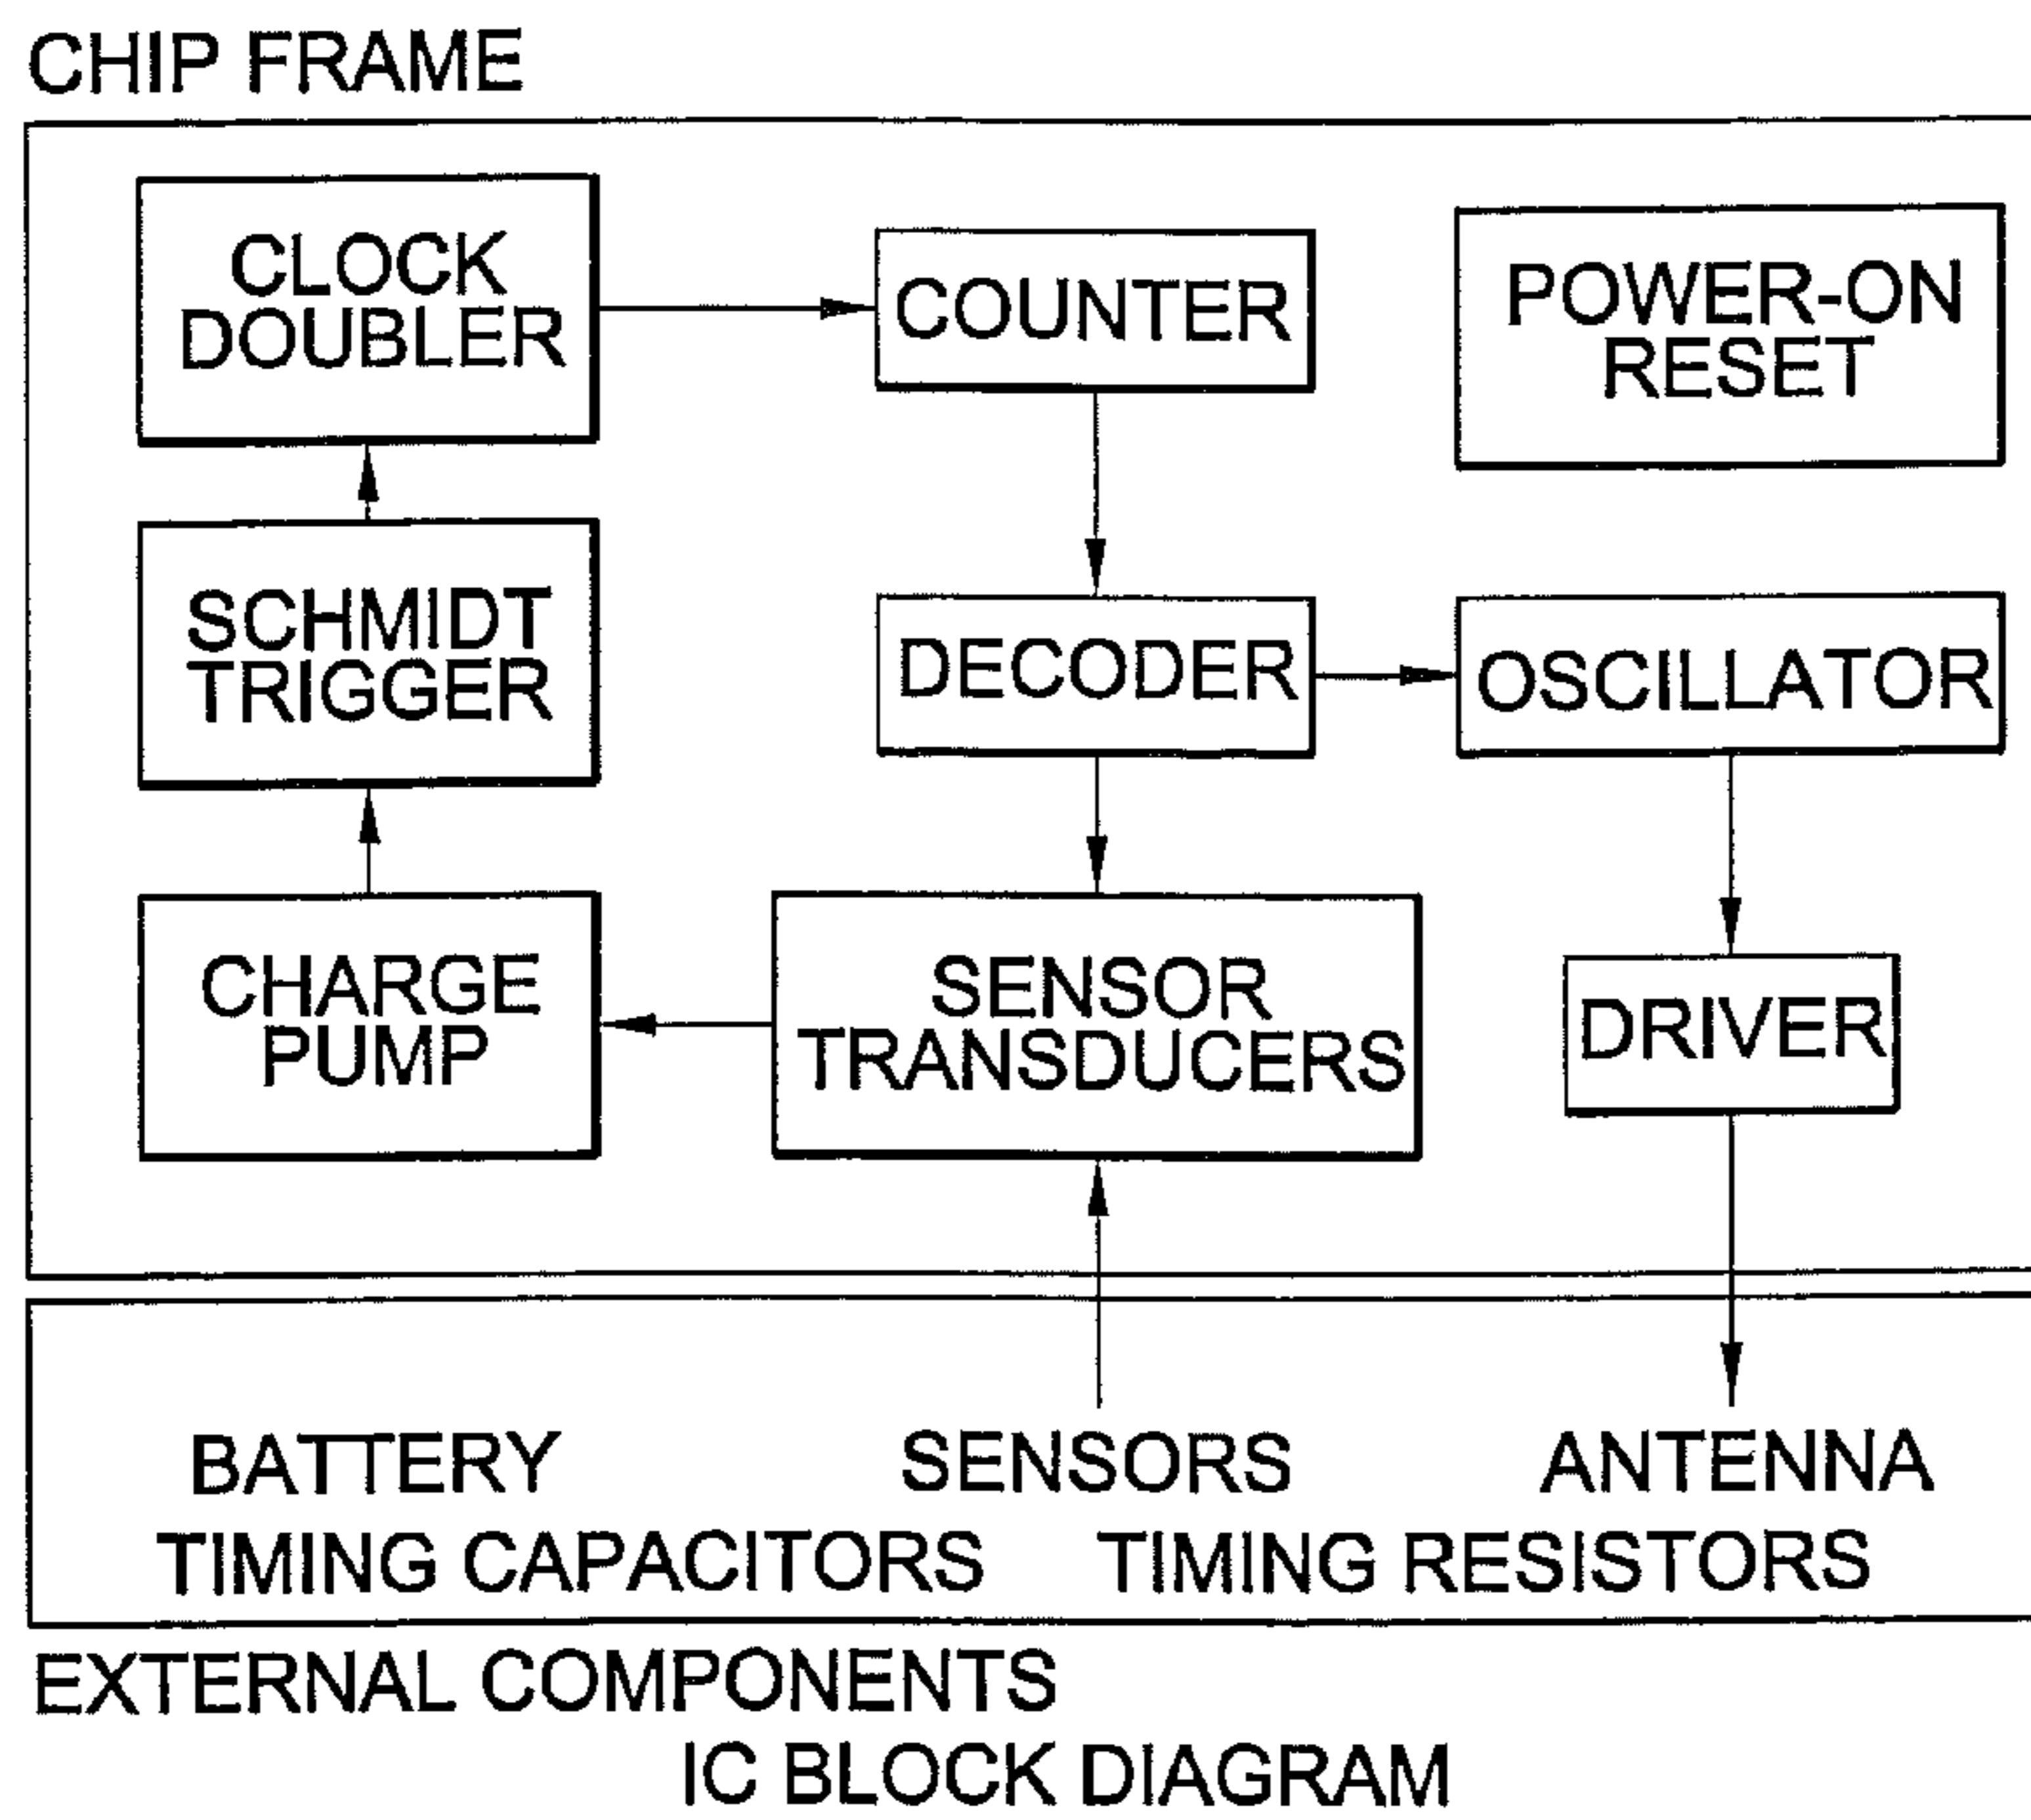 CHIP FRAME
CLOCK
DOUBLER
COUNTER
POWER-ON
RESET
SCHMIDT
TRIGGER
DECODER
OSCILLATOR
CHARGE
PUMP
SENSOR
TRANSDUCERS
DRIVER
BATTERY
SENSORS
ANTENNA
TIMING CAPACITORS
TIMING RESISTORS
EXTERNAL COMPONENTS
IC BLOCK DIAGRAM